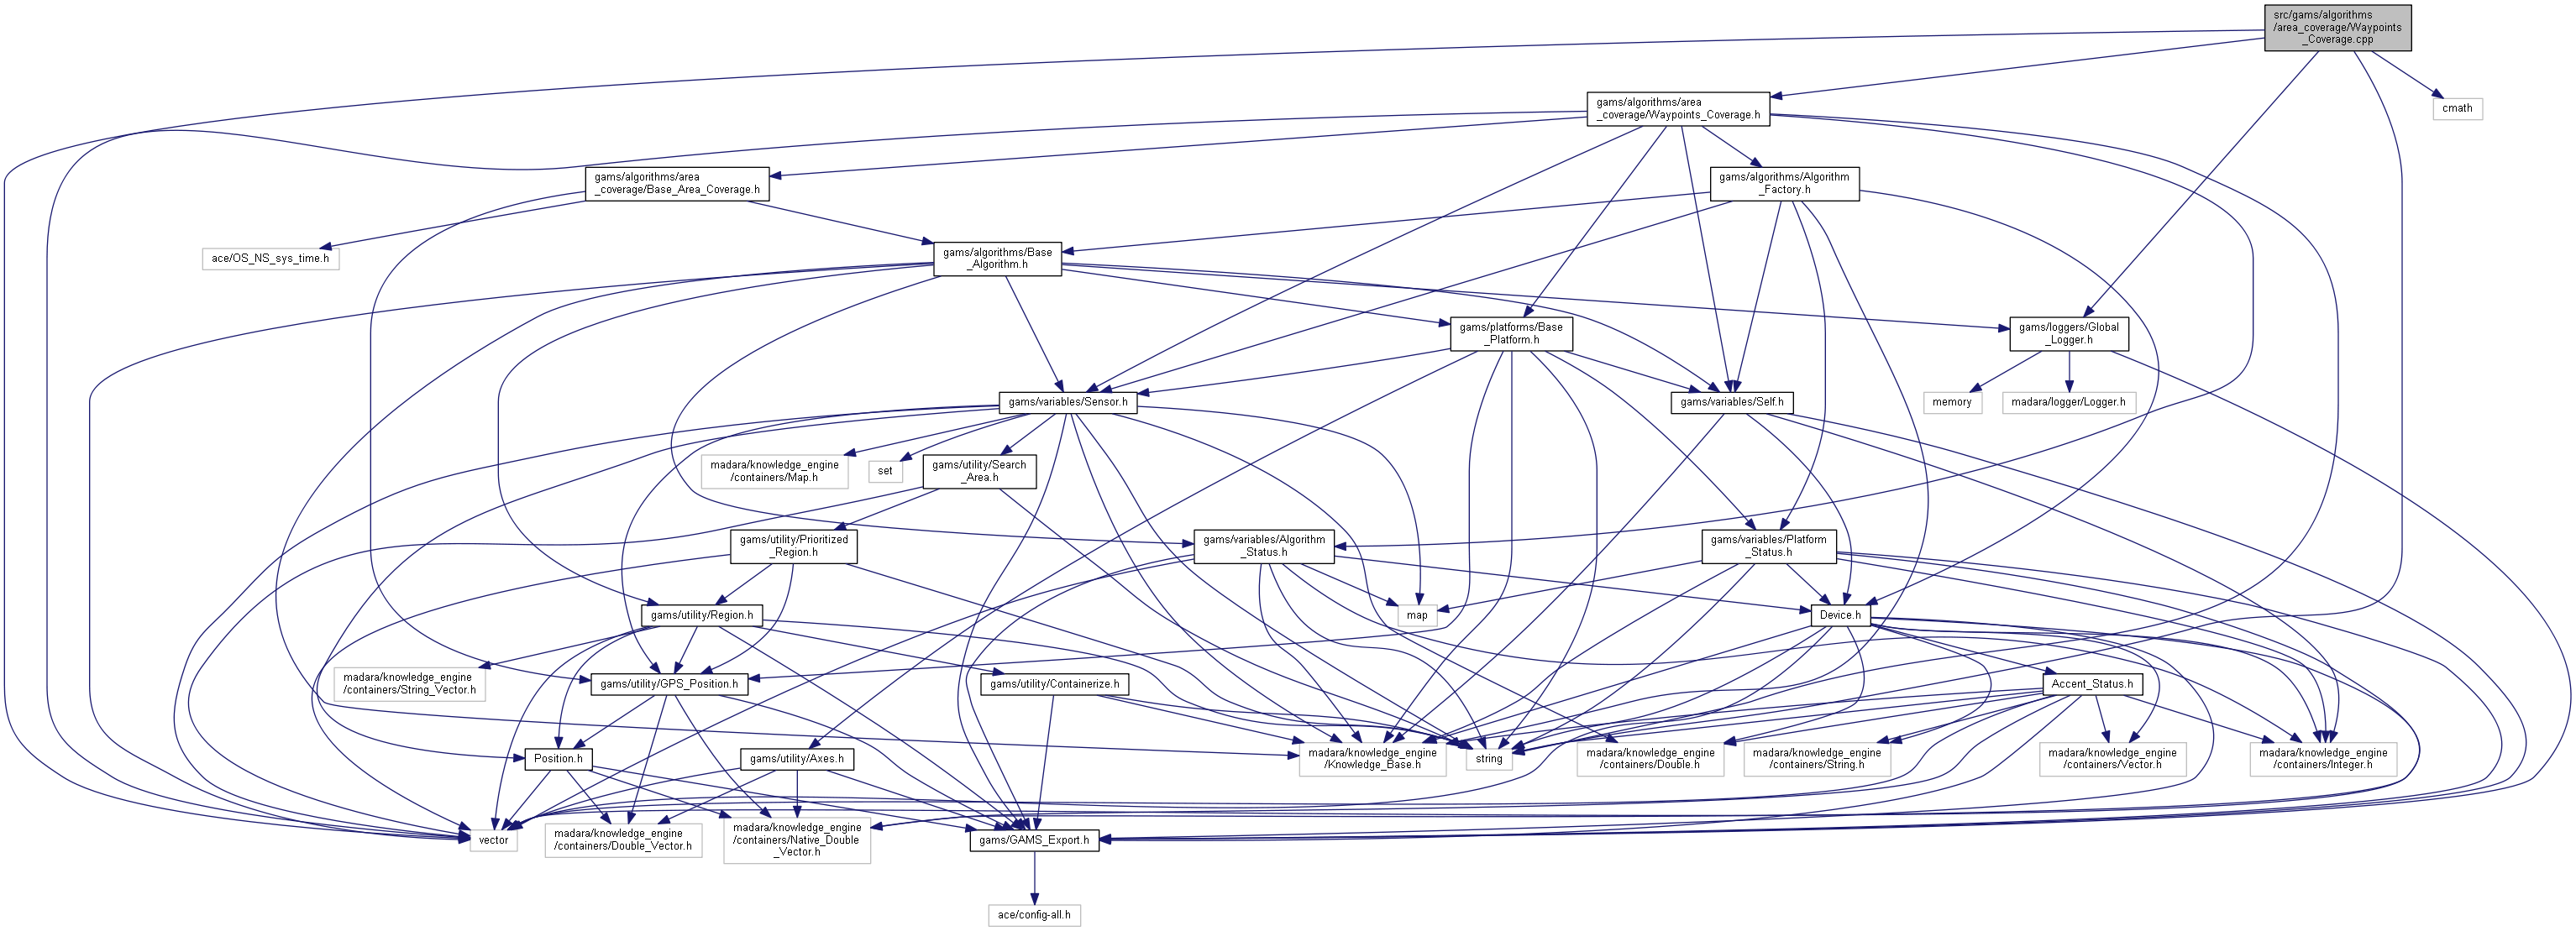 src/gams/algorithms
/area_coverage/Waypoints
_Coverage.cpp
gams/algorithms/area
_coverage/Waypoints_Coverage.h
cmath
gams/algorithms/area
_coverage/Base_Area_Coverage.h
gams/algorithms/Algorithm
_Factory.h
ace/OS_NS_sys_time.h
gams/algorithms/Base
_Algorithm.h
gams/platforms/Base
_Platform.h
gams/loggers/Global
_Logger.h
gams/variables/Sensor.h
gams/variables/Self.h
memory
madara/logger/Logger.h
madara/knowledge_engine
/containers/Map.h
set
gams/utility/Search
_Area.h
gams/utility/Prioritized
_Region.h
gams/variables/Algorithm
_Status.h
gams/variables/Platform
_Status.h
gams/utility/Region.h
map
Device.h
madara/knowledge_engine
/containers/String_Vector.h
gams/utility/GPS_Position.h
gams/utility/Containerize.h
Accent_Status.h
Position.h
gams/utility/Axes.h
madara/knowledge_engine
/Knowledge_Base.h
string
madara/knowledge_engine
/containers/Double.h
madara/knowledge_engine
/containers/String.h
madara/knowledge_engine
/containers/Vector.h
madara/knowledge_engine
/containers/Integer.h
vector
madara/knowledge_engine
/containers/Double_Vector.h
madara/knowledge_engine
/containers/Native_Double
_Vector.h
gams/GAMS_Export.h
ace/config-all.h